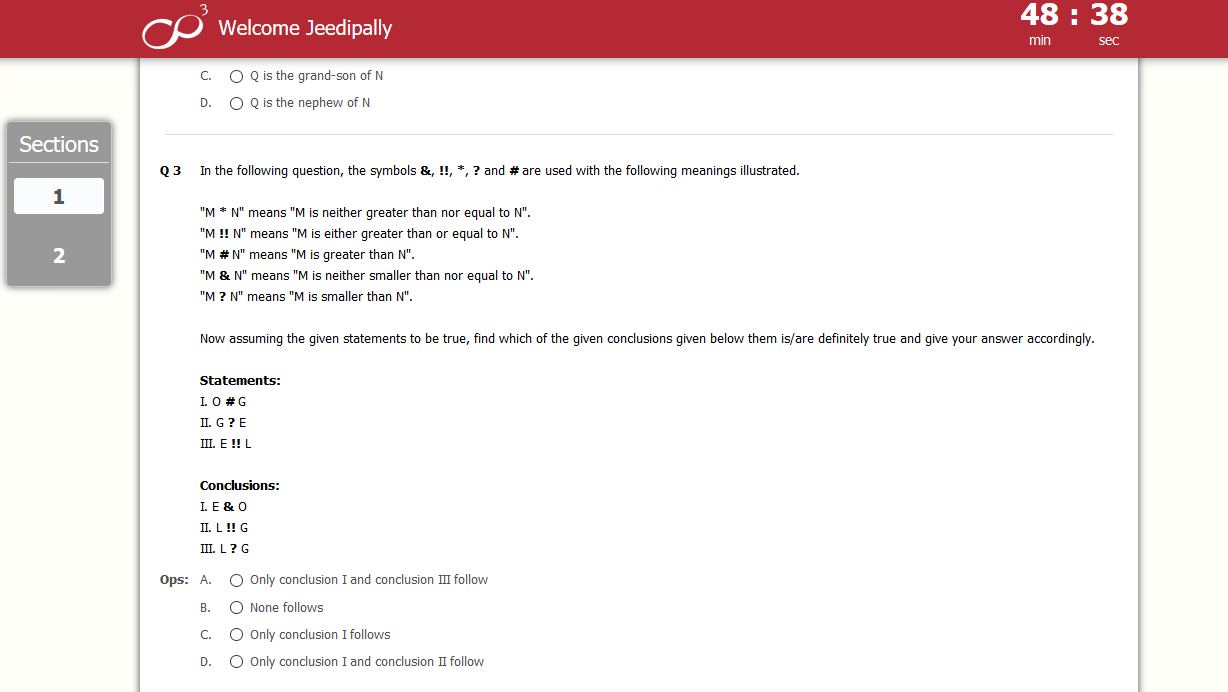 3
Welcome Jeedipally
48 : 38
min sec
C. Q is the grand-son of N
D. Q is the nephew of N
Sections
1
2
Q 3 In the following question, the symbols &, !!, *, ? and # are used with the following meanings illustrated.
"M * N" means "M is neither greater than nor equal to N".
"M !! N" means "M is either greater than or equal to N".
"M # N" means "M is greater than N".
"M & N" means "M is neither smaller than nor equal to N".
"M ? N" means "M is smaller than N".
Now assuming the given statements to be true, find which of the given conclusions given below them is/are definitely true and give your answer accordingly.
Statements:
I. O # G
II. G ? E
III. E !! L
Conclusions:
I. E & O
II. L !! G
III. L ? G
Ops: A. Only conclusion I and conclusion III follow
B. None follows
C. Only conclusion I follows
D. Only conclusion I and conclusion II follow